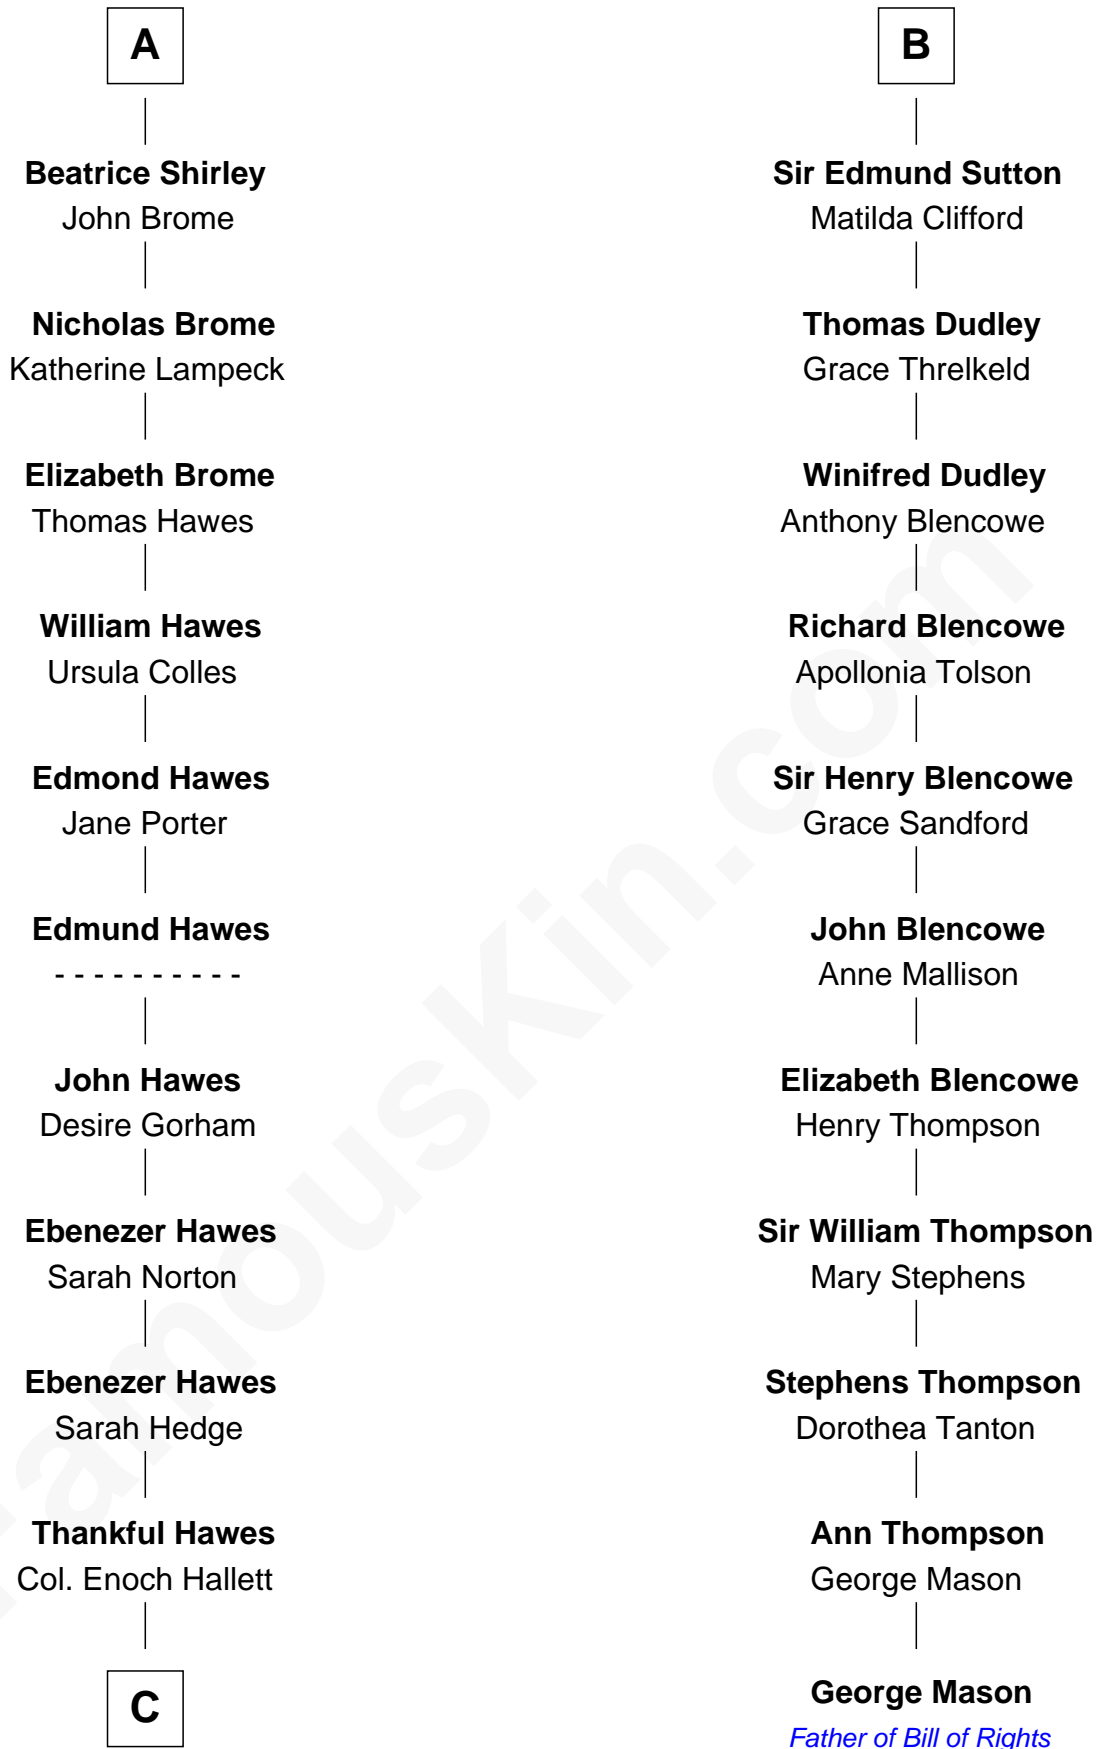 A
Beatrice Shirley
John Brome
Nicholas Brome
Katherine Lampeck
Elizabeth Brome
Thomas Hawes
William Hawes
Ursula Colles
Edmond Hawes
Jane Porter
Edmund Hawes
- - - - - - - - - -
John Hawes
Desire Gorham
Ebenezer Hawes
Sarah Norton
Ebenezer Hawes
Sarah Hedge
Thankful Hawes
Col. Enoch Hallett
C
B
Sir Edmund Sutton
Matilda Clifford
Thomas Dudley
Grace Threlkeld
Winifred Dudley
Anthony Blencowe
Richard Blencowe
Apollonia Tolson
Sir Henry Blencowe
Grace Sandford
John Blencowe
Anne Mallison
Elizabeth Blencowe
Henry Thompson
Sir William Thompson
Mary Stephens
Stephens Thompson
Dorothea Tanton
Ann Thompson
George Mason
George Mason
Father of Bill of Rights
FamousKin.com